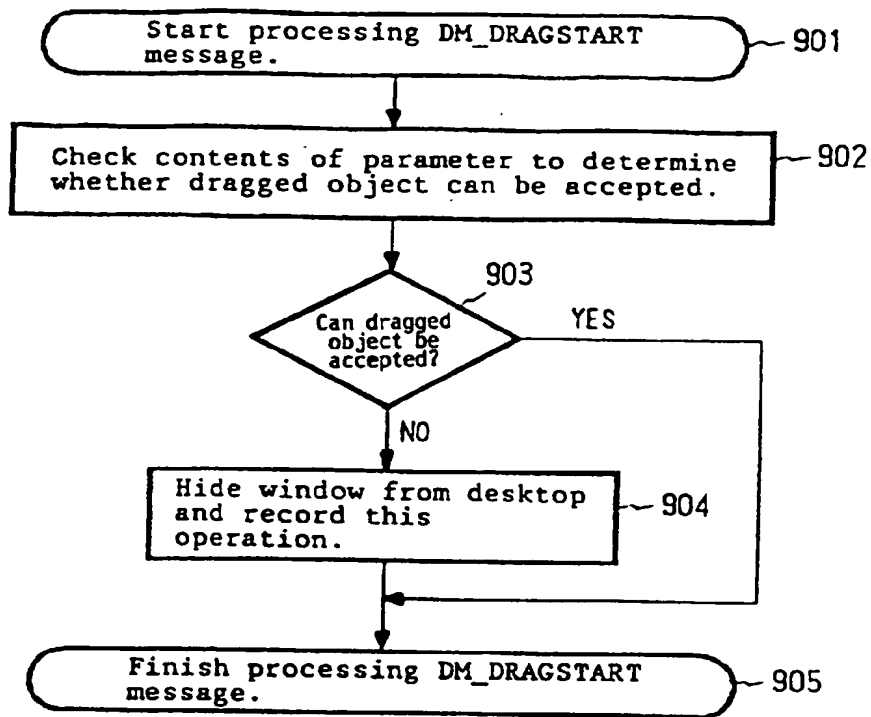 Start processing DM_DRAGSTART
message.
901
Check contents of parameter to determine
whether dragged object can be accepted.
902
903
Can dragged
object be
accepted?
YES
NO
Hide window from desktop
and record this
operation.
904
Finish processing DM_DRAGSTART
message.
905